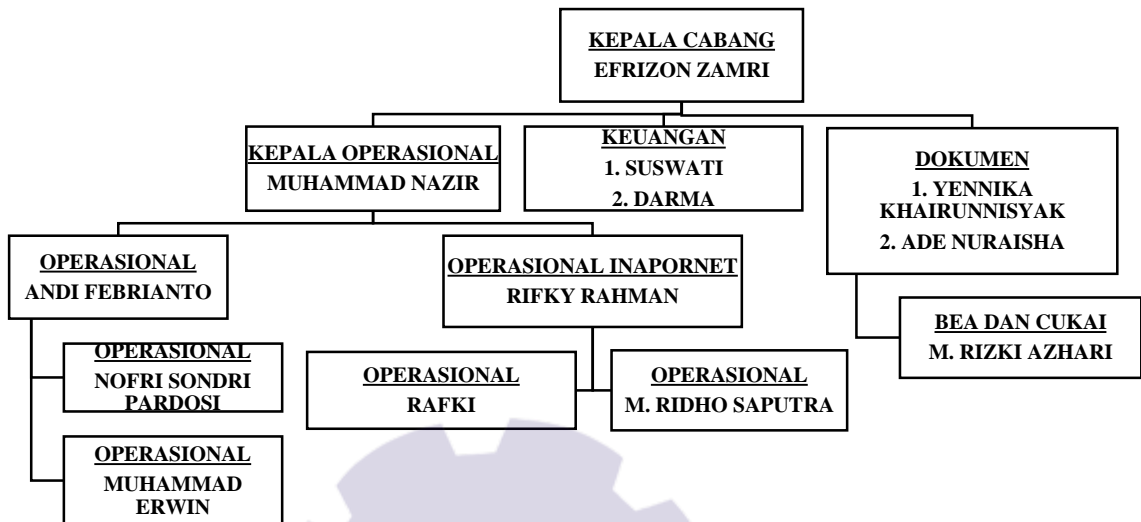 KEPALA CABANG
EFRIZON ZAMRI
KEPALA OPERASIONAL
MUHAMMAD NAZIR
KEUANGAN
1. SUSWATI
2. DARMA
DOKUMEN
1. YENNIKA
KHAIRUNNISYAK
2. ADE NURAISHA
OPERASIONAL
ANDI FEBRIANTO
OPERASIONAL INAPORNET
RIFKY RAHMAN
BEA DAN CUKAI
M. RIZKI AZHARI
OPERASIONAL
NOFRI SONDRI
PARDOSI
OPERASIONAL
RAFKI
OPERASIONAL
M. RIDHO SAPUTRA
OPERASIONAL
MUHAMMAD
ERWIN